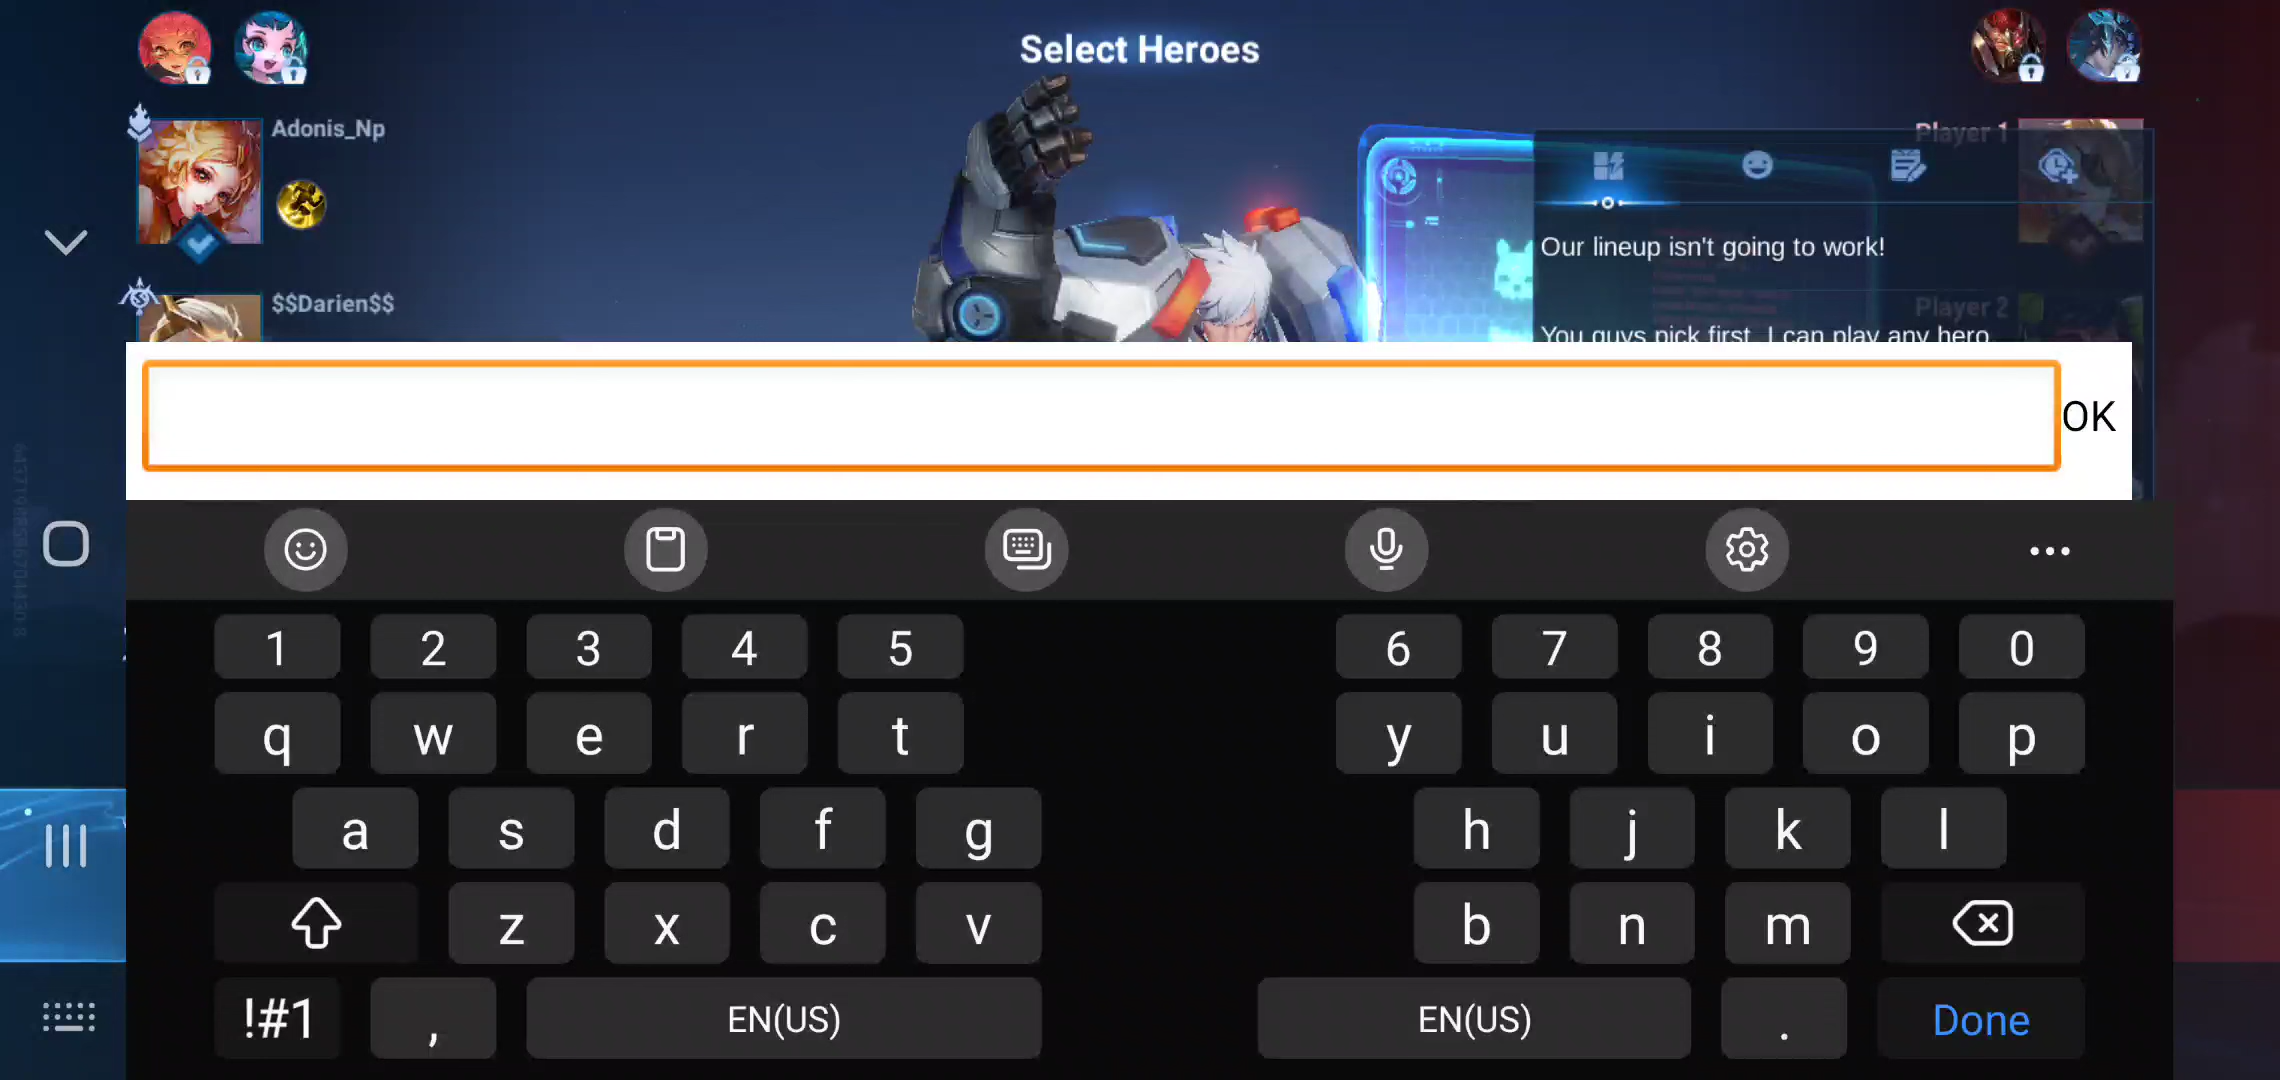 Select Heroes
Adonis_Np
Player 1
Our lineup isn't going to work!
$$Darien$$
Player 2
You guys pick first, I can play any hero
OK
1 2 3 4 5 6 7 8 9 0
q w e r t y u i o p
a s d f g h j k l
z x c v b n m
!#1 , EN(US) EN(US) . Done